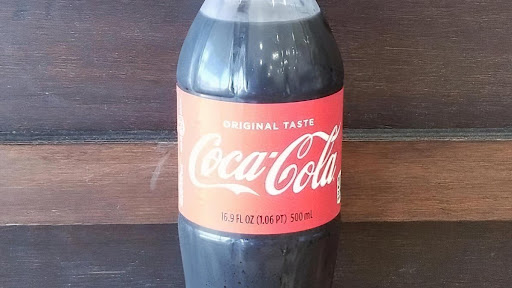 ORIGINAL TASTE
Coca-Cola
16.9 FL OZ (1.06 PT) 500 mL